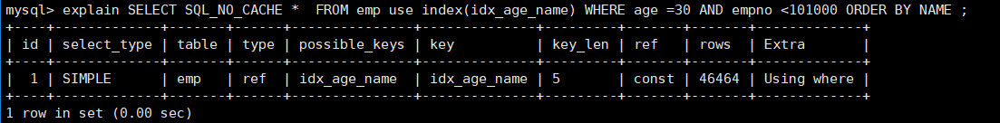 mysql> explain SELECT SQL_NO_CACHE *  FROM emp use index(idx_age_name) WHERE age =30 AND empno <101000 ORDER BY NAME ;
+----+-------------+-------+------+---------------+--------------+---------+-------+-------+-------------+
| id | select_type | table | type | possible_keys | key          | key_len | ref   | rows  | Extra       |
+----+-------------+-------+------+---------------+--------------+---------+-------+-------+-------------+
|  1 | SIMPLE      | emp   | ref  | idx_age_name  | idx_age_name | 5       | const | 46464 | Using where |
+----+-------------+-------+------+---------------+--------------+---------+-------+-------+-------------+
1 row in set (0.00 sec)